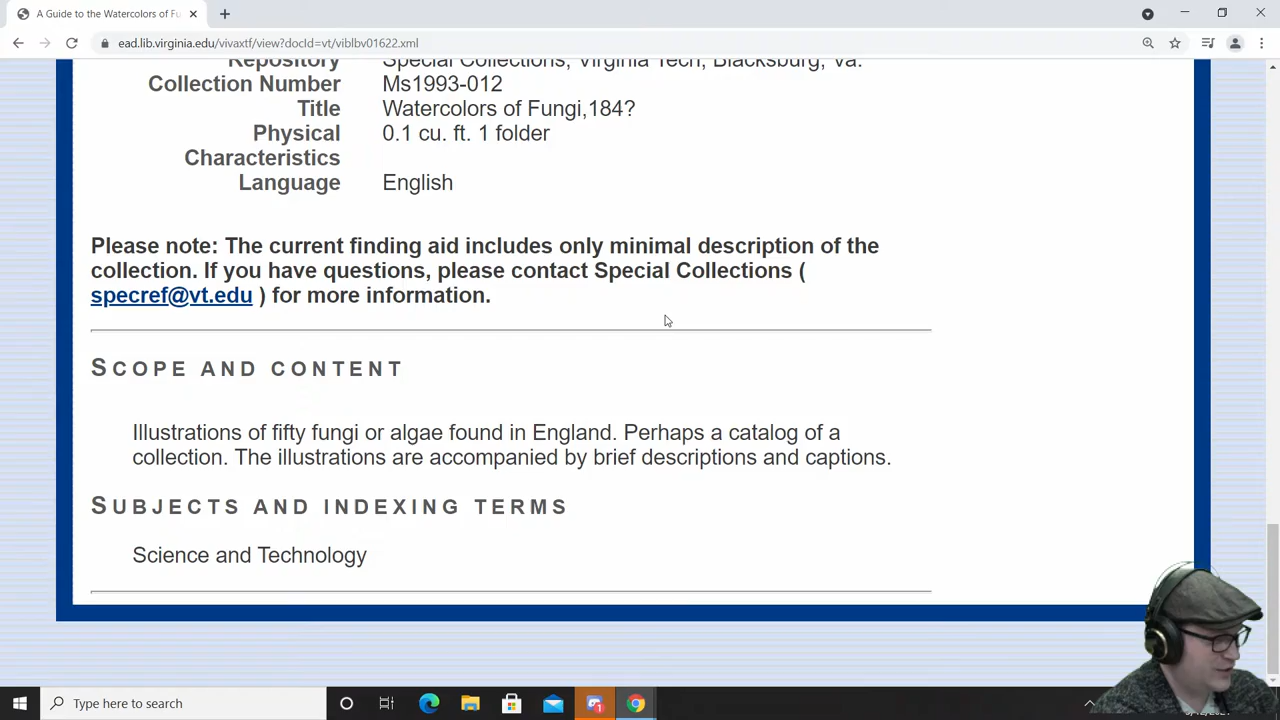 A Guide to the Watercolors of Fu
ead.lib.virginia.edu/vivaxtf/view?docId=vt/viblbv01622.xml
Repository Special Collections, Virginia Tech, Blacksburg, Va.
Collection Number Ms1993-012
Title Watercolors of Fungi,184?
Physical 0.1 cu. ft. 1 folder
Characteristics
Language English
Please note: The current finding aid includes only minimal description of the
collection. If you have questions, please contact Special Collections (
specref@vt.edu ) for more information.
SCOPE AND CONTENT
Illustrations of fifty fungi or algae found in England. Perhaps a catalog of a
collection. The illustrations are accompanied by brief descriptions and captions.
SUBJECTS AND INDEXING TERMS
Science and Technology
Type here to search